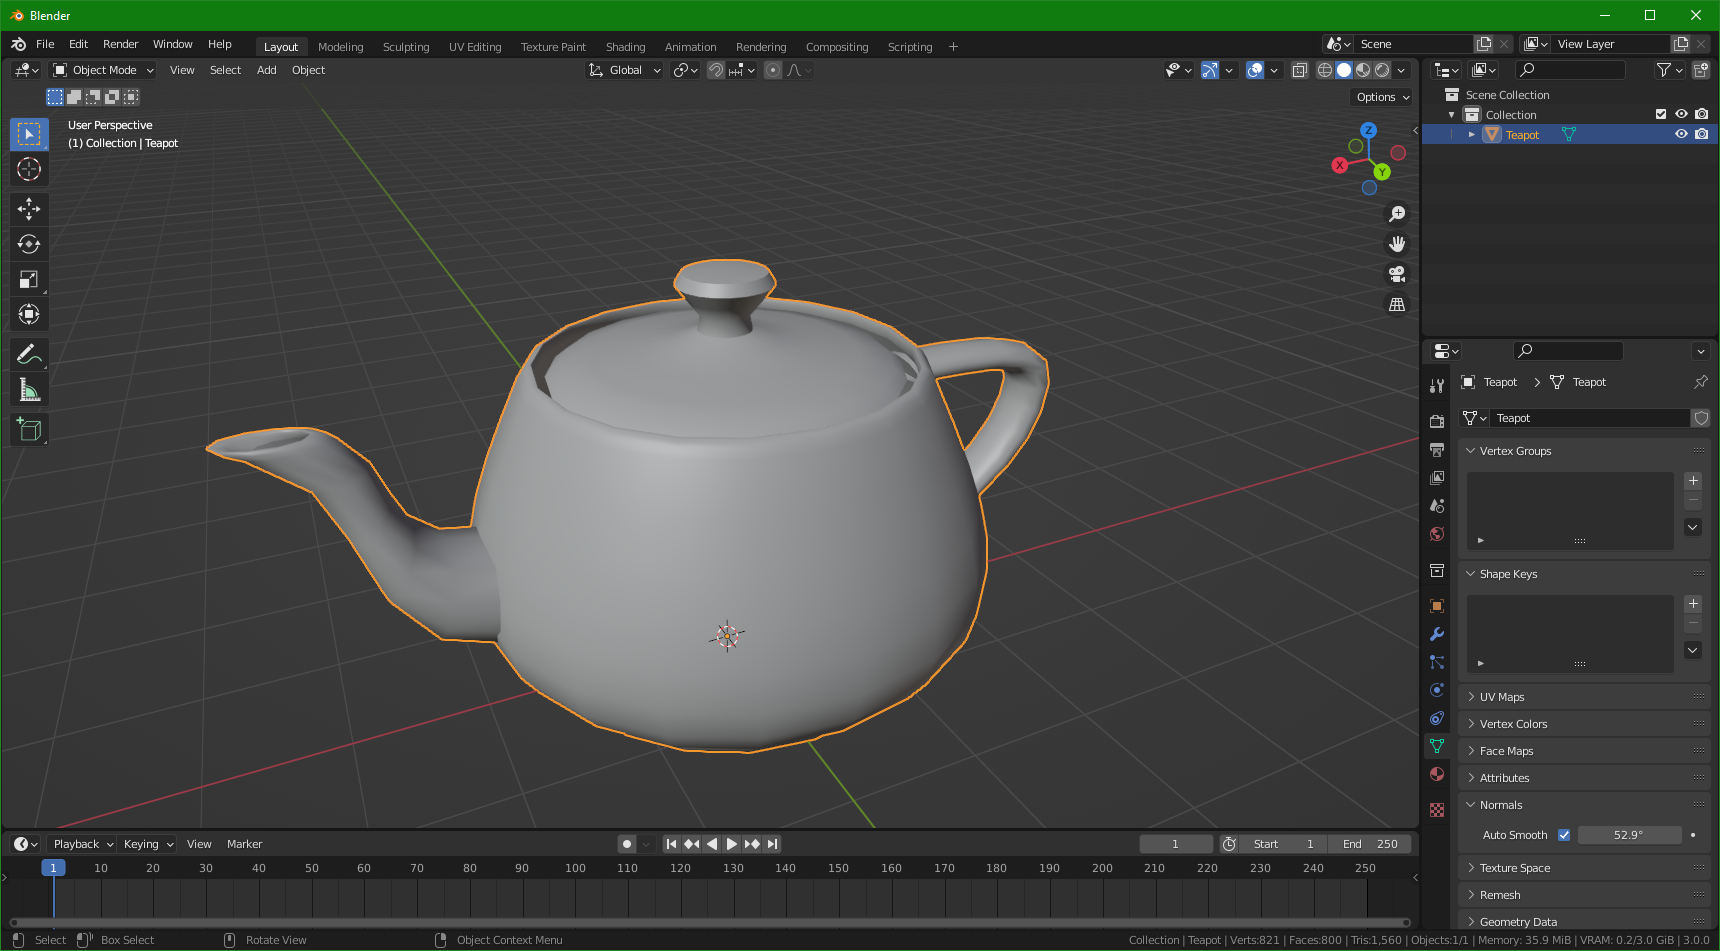 Blender
File Edit Render Window Help Layout Modeling Sculpting UV Editing Texture Paint Shading Animation Rendering Compositing Scripting + Scene View Layer
Object Mode View Select Add Object Global
Options
User Perspective
(1) Collection | Teapot
Z
X
Y
Scene Collection
Collection
Teapot
Teapot Teapot
Teapot
Vertex Groups
Shape Keys
UV Maps
Vertex Colors
Face Maps
Attributes
Normals
Auto Smooth 52.9°
Texture Space
Remesh
Geometry Data
Playback Keying View Marker 1 Start 1 End 250
1 10 20 30 40 50 60 70 80 90 100 110 120 130 140 150 160 170 180 190 200 210 220 230 240 250
Select Box Select Rotate View Object Context Menu Collection | Teapot | Verts:821 | Faces:800 | Tris:1,560 | Objects:1/1 | Memory: 35.9 MiB | VRAM: 0.2/3.0 GiB | 3.0.0